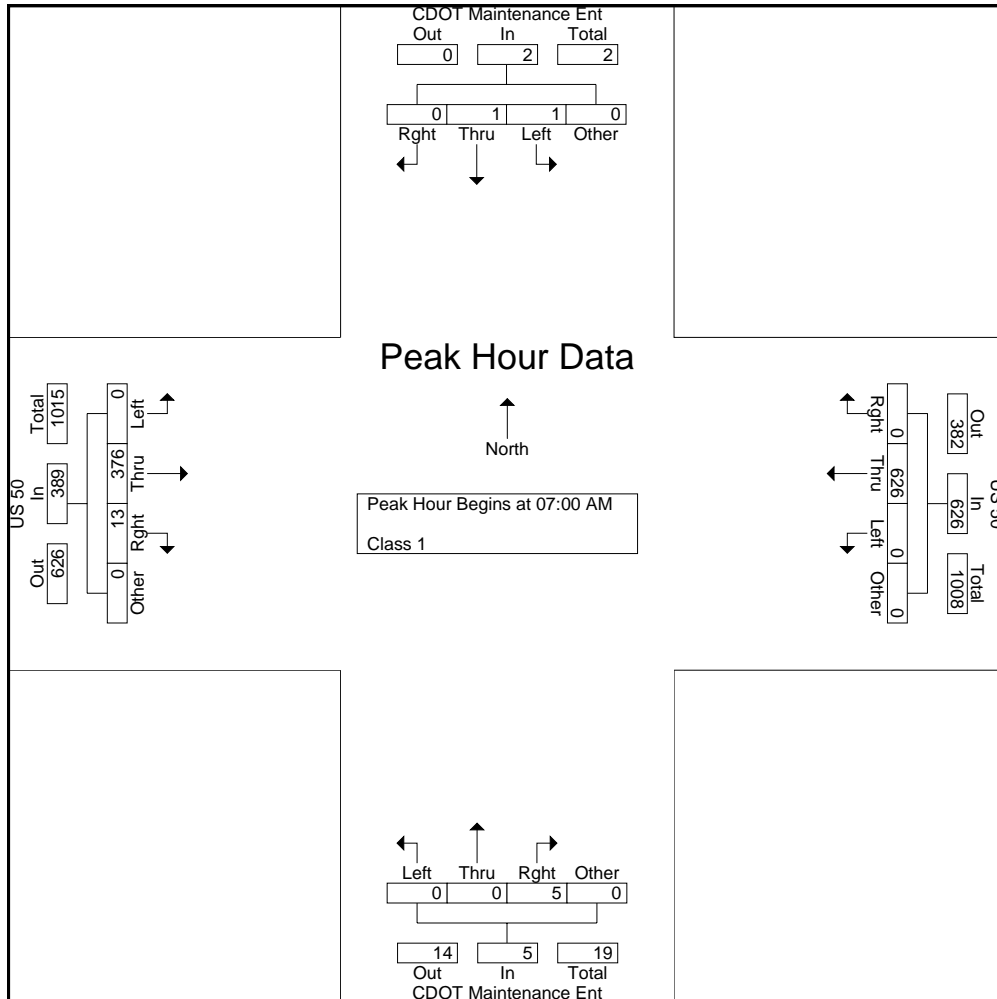 CDOT Maintenance Ent
Out In Total
0 2 2
0 1 1 0
Rght Thru Left Other
Peak Hour Data
North
Peak Hour Begins at 07:00 AM
Class 1
US 50
Total In Out
1015 389 626
0 376 13 0
Left Thru Rght Other
Rght Thru Left Other
0 626 0 0
382 626 1008
Out In Total
US 50
Left Thru Rght Other
0 0 5 0
14 5 19
Out In Total
CDOT Maintenance Ent